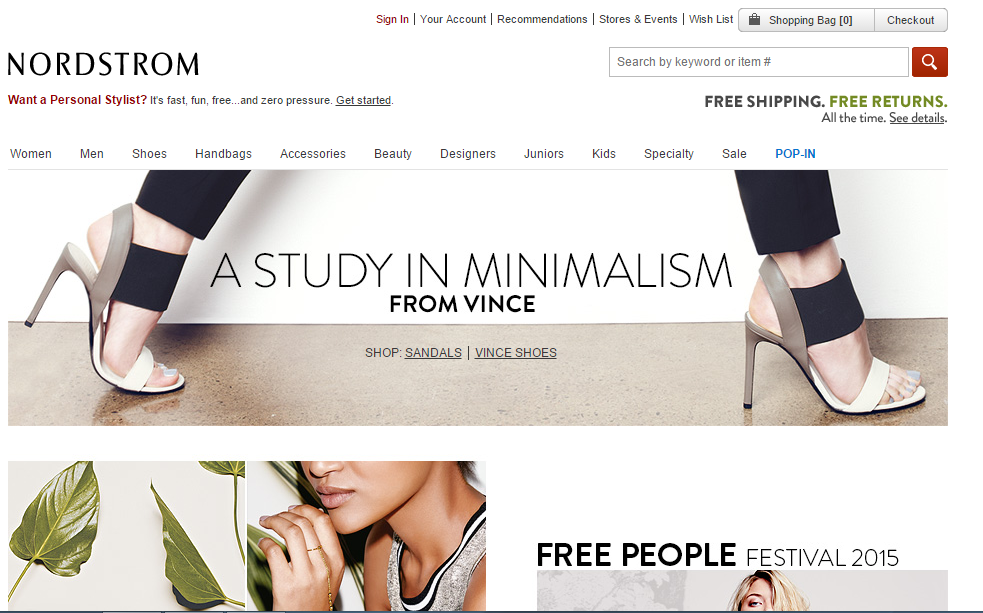 Sign In | Your Account | Recommendations | Stores & Events | Wish List Shopping Bag [0] Checkout
NORDSTROM
Search by keyword or item #
Want a Personal Stylist? It's fast, fun, free...and zero pressure. Get started.
FREE SHIPPING. FREE RETURNS.
All the time. See details.
Women Men Shoes Handbags Accessories Beauty Designers Juniors Kids Specialty Sale POP-IN
A STUDY IN MINIMALISM
FROM VINCE
SHOP: SANDALS | VINCE SHOES
FREE PEOPLE FESTIVAL 2015